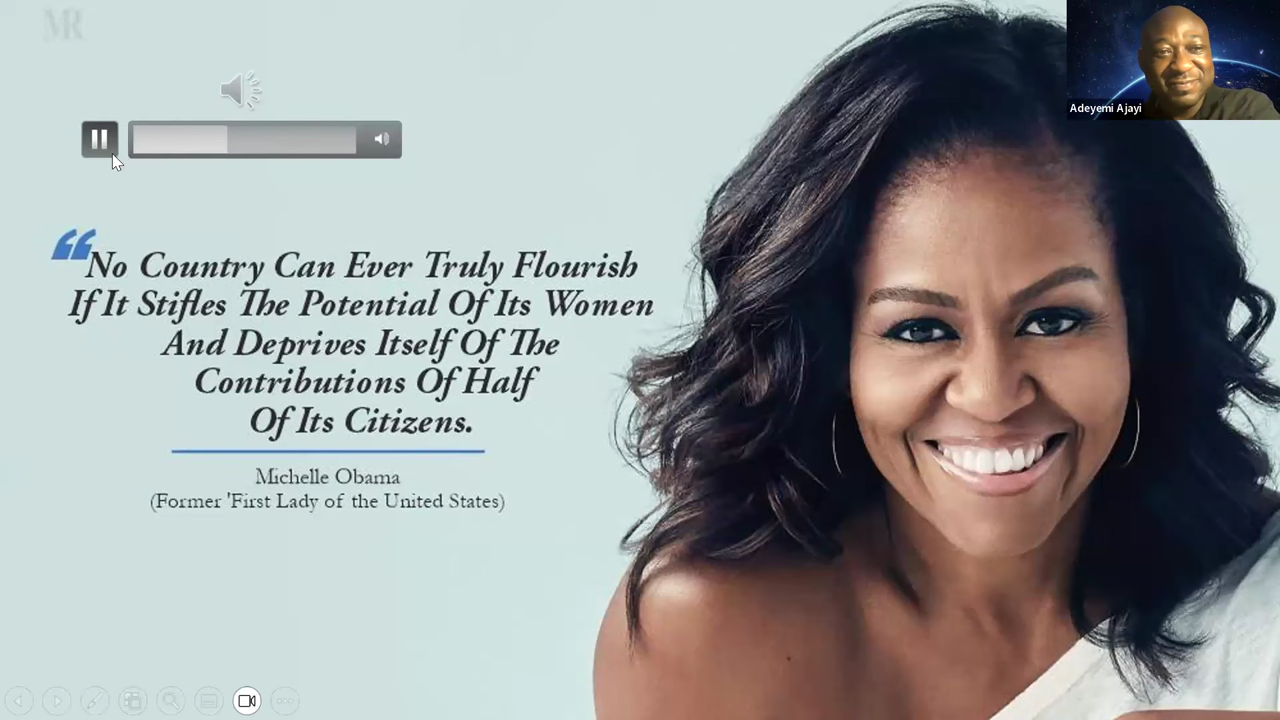 MR
Adeyemi Ajayi
“No Country Can Ever Truly Flourish
If It Stifles The Potential Of Its Women
And Deprives Itself Of The
Contributions Of Half
Of Its Citizens.
Michelle Obama
(Former 'First Lady of the United States)